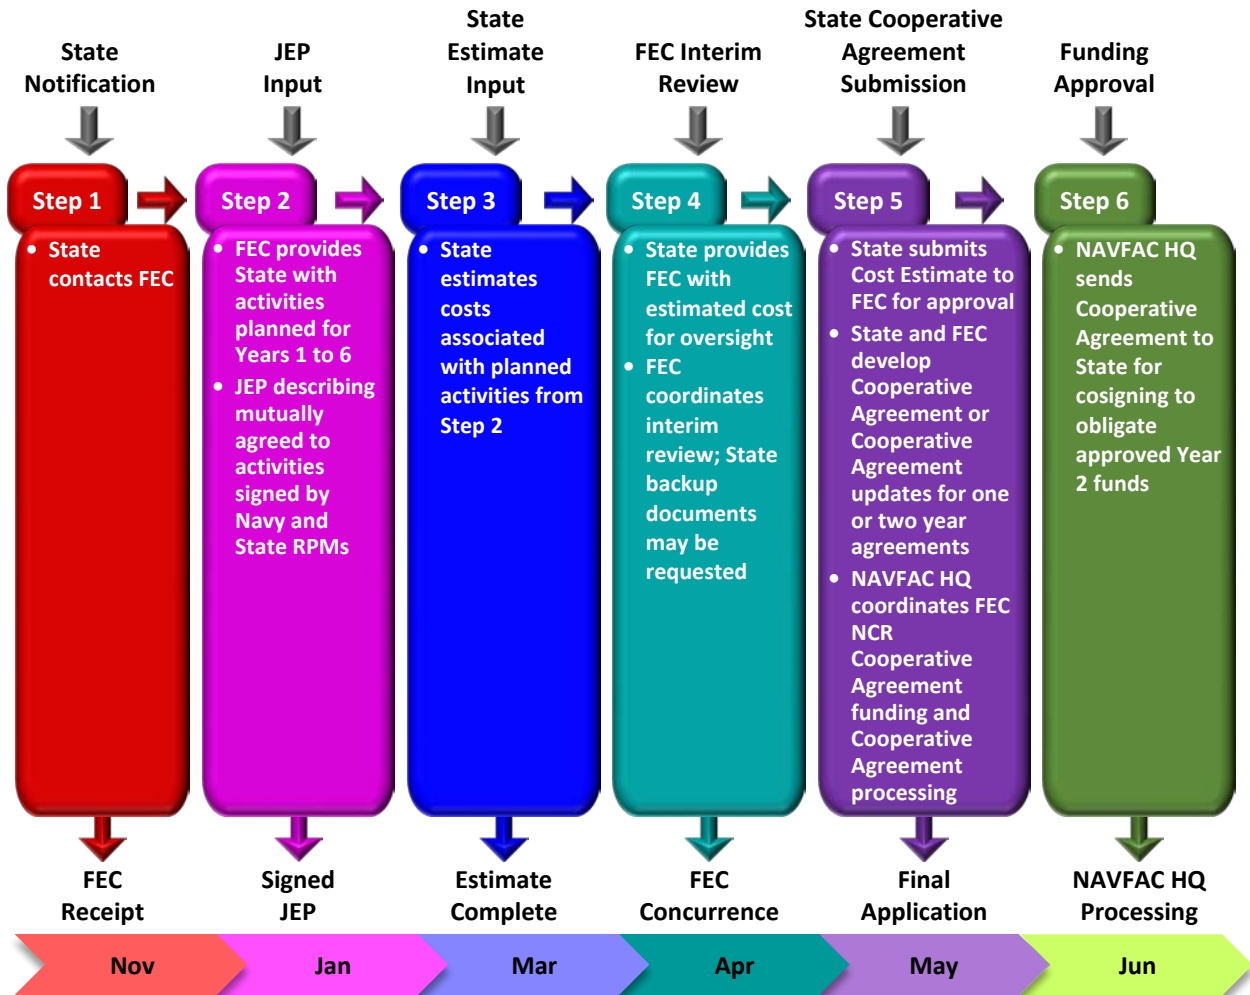 State
Notification
JEP
Input
State
Estimate
Input
FEC Interim
Review
State Cooperative
Agreement
Submission
Funding
Approval
Step 1
Step 2
Step 3
Step 4
Step 5
Step 6
• State
contacts FEC
• FEC provides
State with
activities
planned for
Years 1 to 6
• JEP describing
mutually
agreed to
activities
signed by
Navy and
State RPMs
• State
estimates
costs
associated
with planned
activities from
Step 2
• State provides
FEC with
estimated cost
for oversight
• FEC
coordinates
interim
review; State
backup
documents
may be
requested
• State submits
Cost Estimate to
FEC for approval
• State and FEC
develop
Cooperative
Agreement or
Cooperative
Agreement
updates for one
or two year
agreements
• NAVFAC HQ
coordinates FEC
NCR
Cooperative
Agreement
funding and
Cooperative
Agreement
processing
• NAVFAC HQ
sends
Cooperative
Agreement to
State for
cosigning to
obligate
approved Year
2 funds
FEC
Receipt
Signed
JEP
Estimate
Complete
FEC
Concurrence
Final
Application
NAVFAC HQ
Processing
Nov
Jan
Mar
Apr
May
Jun